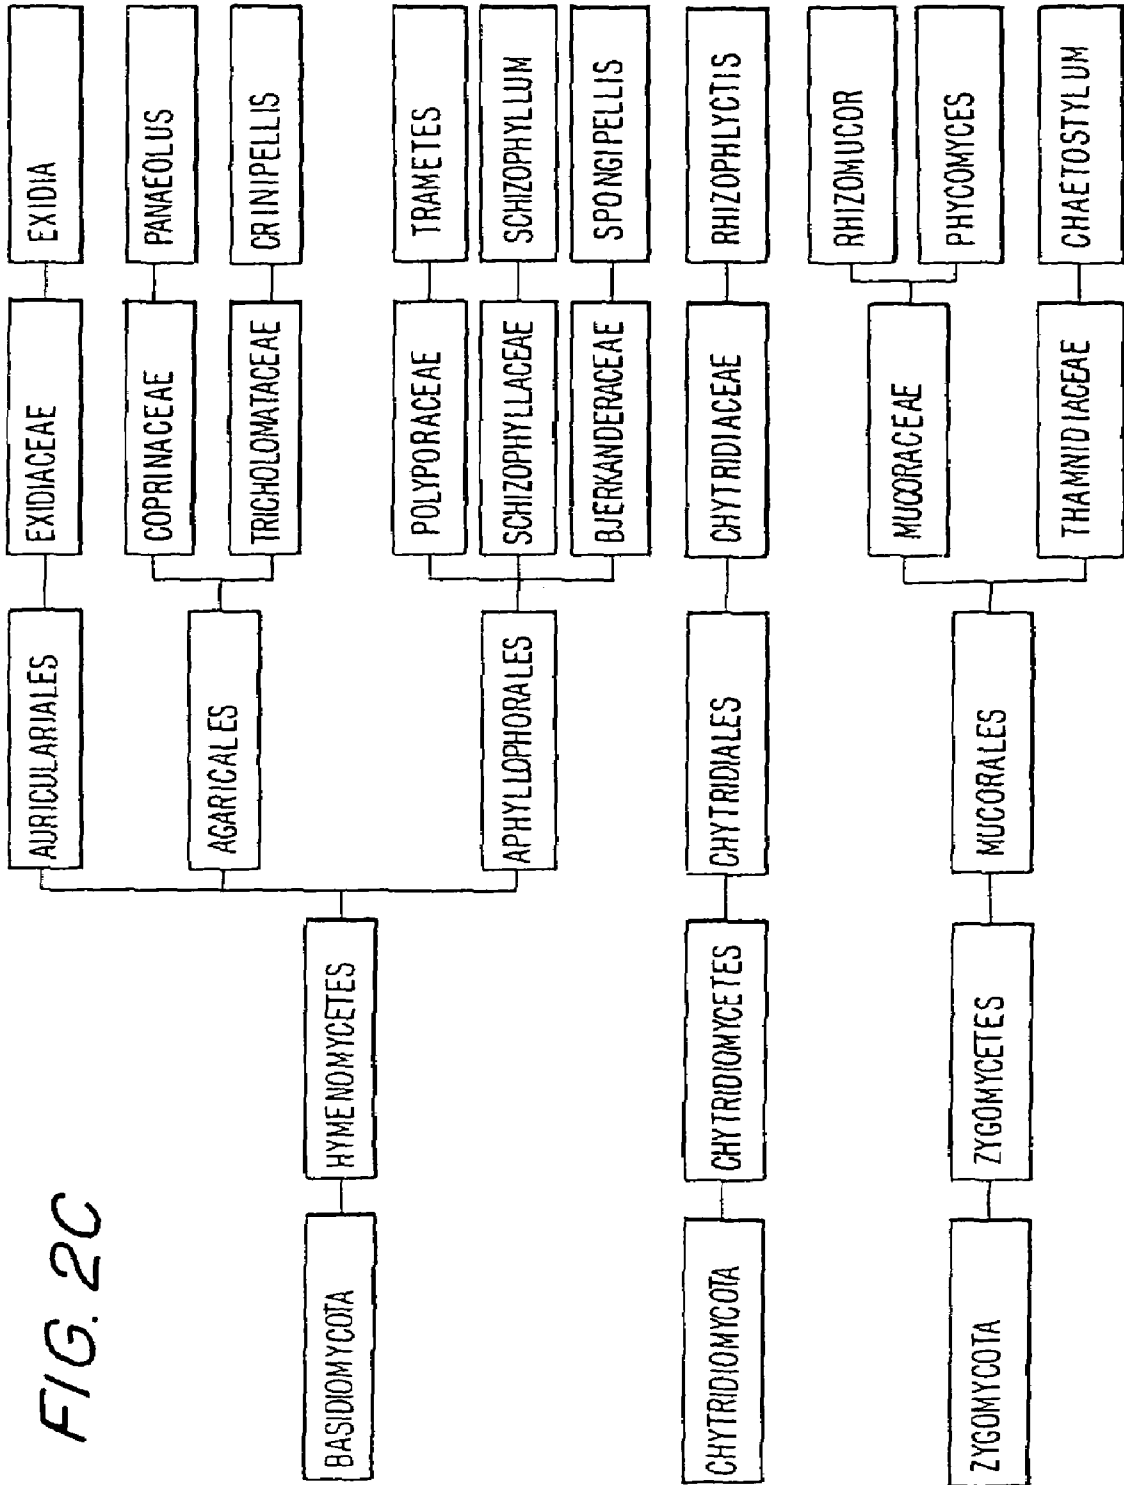 FIG. 2C
BASIDIOMYCOTA
HYMENOMYCETES
AURICULARIALES
EXIDIACEAE
EXIDIA
AGARICALES
COPRINACEAE
PANAEOLUS
TRICHOLOMATACEAE
CRINIPELLIS
APHYLLOPHORALES
POLYPORACEAE
TRAMETES
SCHIZOPHYLLACEAE
SCHIZOPHYLLUM
BJERKANDERACEAE
SPONGIPELLIS
CHYTRIDIOMYCOTA
CHYTRIDIOMYCETES
CHYTRIDIALES
CHYTRIDIACEAE
RHIZOPHLYCTIS
ZYGOMYCOTA
ZYGOMYCETES
MUCORALES
MUCORACEAE
RHIZOMUCOR
PHYCOMYCES
THAMNIDIACEAE
CHAETOSTYLUM